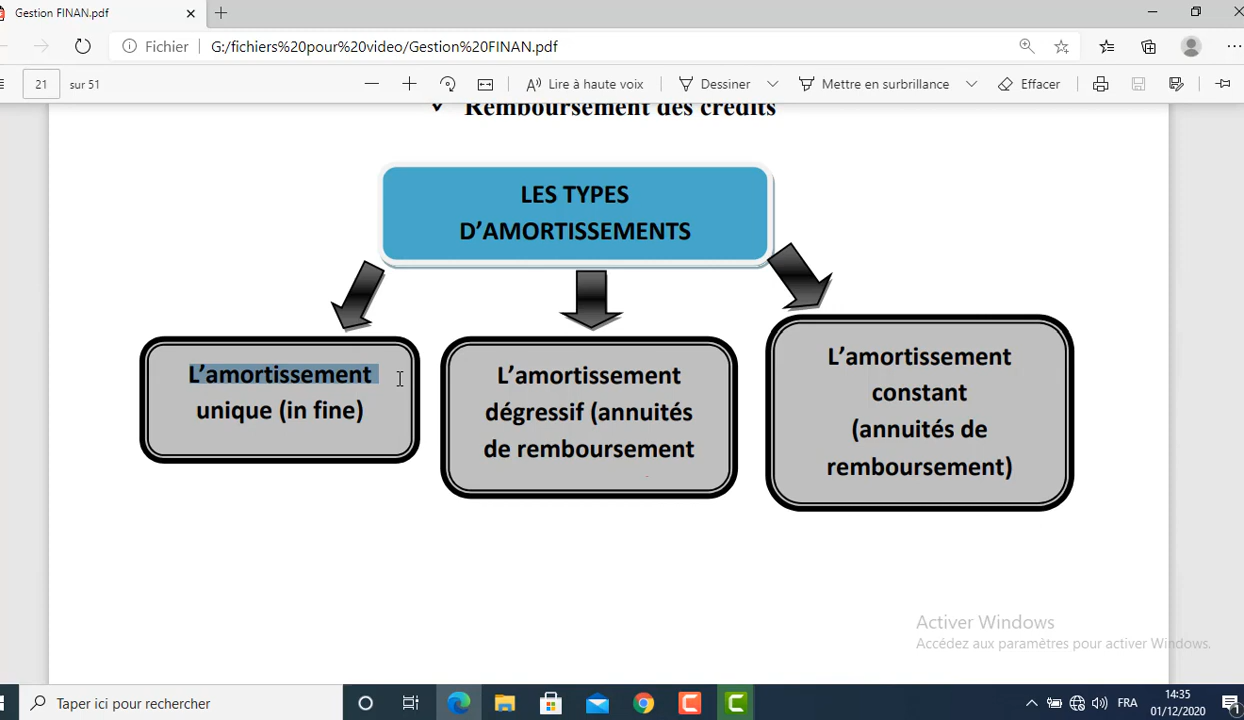 Gestion FINAN.pdf
Fichier
G:/fichiers%20pour%20video/Gestion%20FINAN.pdf
21 sur 51
Lire à haute voix
Dessiner
Mettre en surbrillance
Effacer
Remboursement des crédits
LES TYPES
D’AMORTISSEMENTS
L’amortissement
unique (in fine)
L’amortissement
dégressif (annuités
de remboursement
L’amortissement
constant
(annuités de
remboursement)
Activer Windows
Accédez aux paramètres pour activer Windows.
Taper ici pour rechercher
FRA
14:35
01/12/2020
1